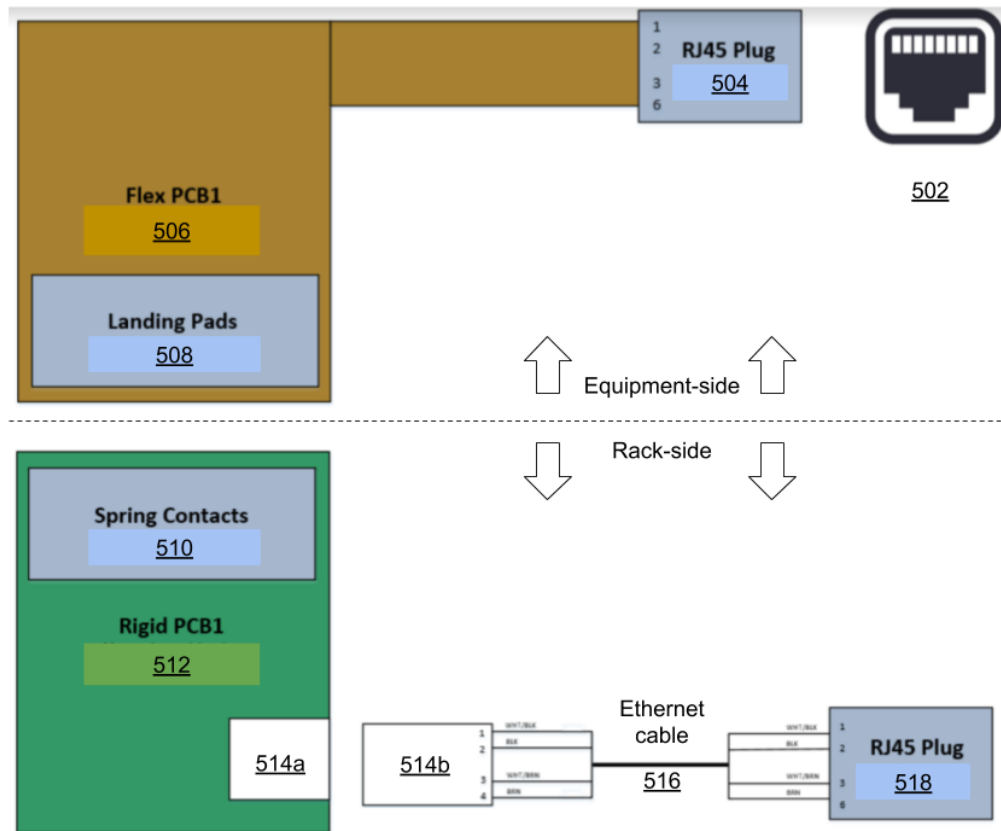 1
2
3
6
RJ45 Plug
504
502
Flex PCB1
506
Landing Pads
508
Equipment-side
Rack-side
Spring Contacts
510
Rigid PCB1
512
514a
514b
1
2
3
4
WHT/BLK
BLK
WHT/BRN
BRN
Ethernet
cable
516
WHT/BLK
BLK
WHT/BRN
BRN
1
2
3
6
RJ45 Plug
518